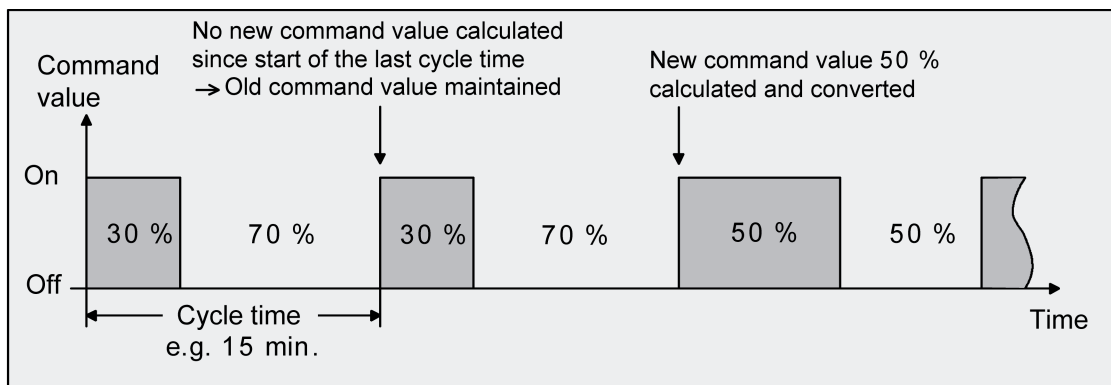 No new command value calculated
since start of the last cycle time
→ Old command value maintained
New command value 50 %
calculated and converted
Command
value
On
30 %
70 %
30 %
70 %
50 %
50 %
Off
Cycle time
e.g. 15 min.
Time